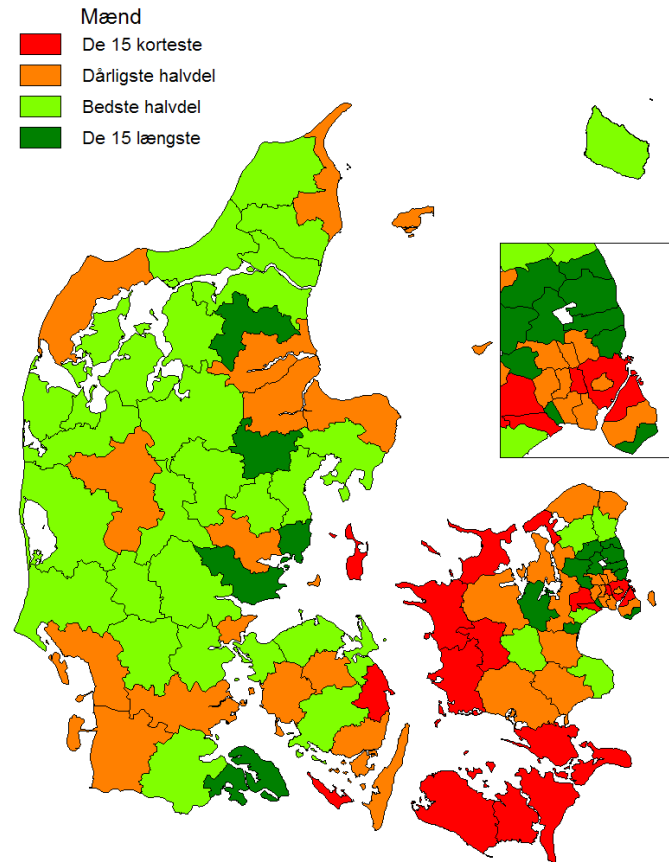 Mænd
De 15 korteste
Dårligste halvdel
Bedste halvdel
De 15 længste